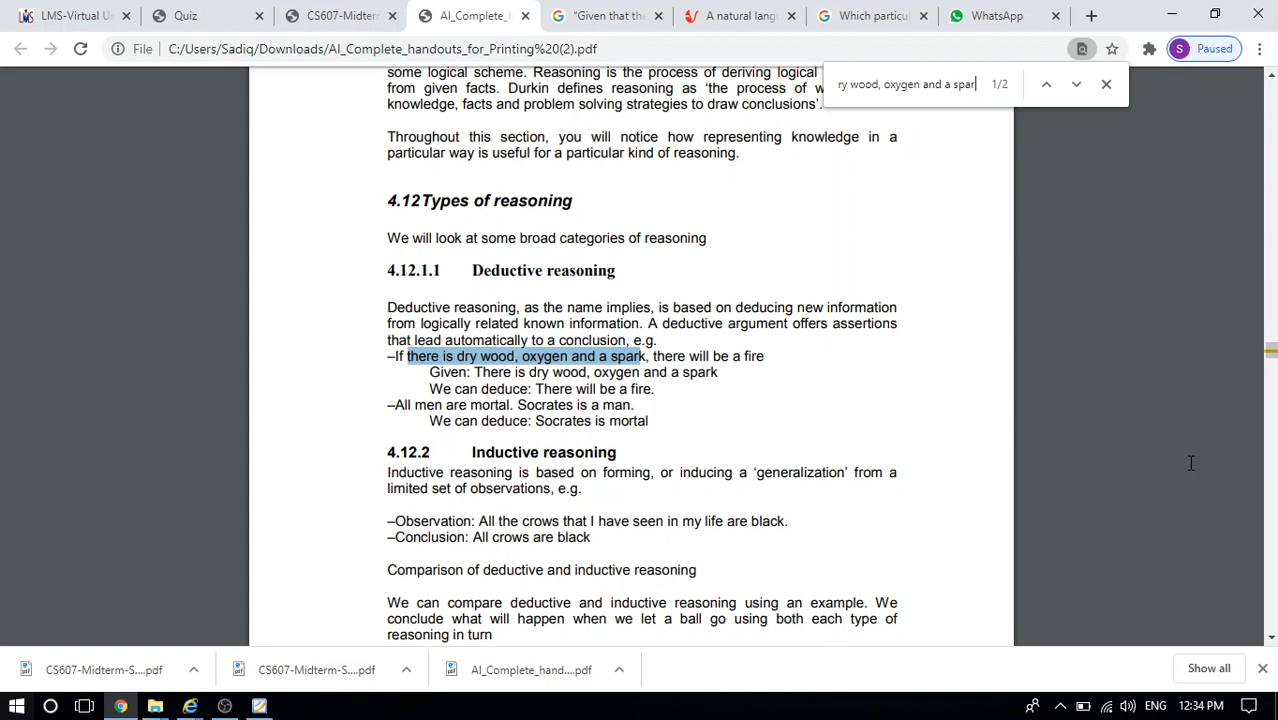 LMS-Virtual U
Quiz
CS607-Midterm
AI_Complete_h
"Given that the
A natural lang
Which particul
WhatsApp
File
C:/Users/Sadiq/Downloads/AI_Complete_handouts_for_Printing%20(2).pdf
S
Paused
ry wood, oxygen and a spar
1/2
some logical scheme. Reasoning is the process of deriving logical
from given facts. Durkin defines reasoning as 'the process of w
knowledge, facts and problem solving strategies to draw conclusions'.
Throughout this section, you will notice how representing knowledge in a
particular way is useful for a particular kind of reasoning.
4.12 Types of reasoning
We will look at some broad categories of reasoning
4.12.1.1 Deductive reasoning
Deductive reasoning, as the name implies, is based on deducing new information
from logically related known information. A deductive argument offers assertions
that lead automatically to a conclusion, e.g.
–If there is dry wood, oxygen and a spark, there will be a fire
Given: There is dry wood, oxygen and a spark
We can deduce: There will be a fire.
–All men are mortal. Socrates is a man.
We can deduce: Socrates is mortal
4.12.2 Inductive reasoning
Inductive reasoning is based on forming, or inducing a 'generalization' from a
limited set of observations, e.g.
–Observation: All the crows that I have seen in my life are black.
–Conclusion: All crows are black
Comparison of deductive and inductive reasoning
We can compare deductive and inductive reasoning using an example. We
conclude what will happen when we let a ball go using both each type of
reasoning in turn
CS607-Midterm-S....pdf
CS607-Midterm-S....pdf
AI_Complete_hand....pdf
Show all
ENG
12:34 PM